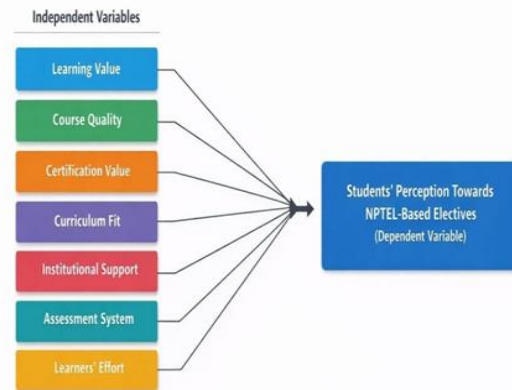 Independent Variables
Learning Value
Course Quality
Certification Value
Curriculum Fit
Institutional Support
Assessment System
Learners' Effort
Students' Perception Towards
NPTEL-Based Electives
(Dependent Variable)